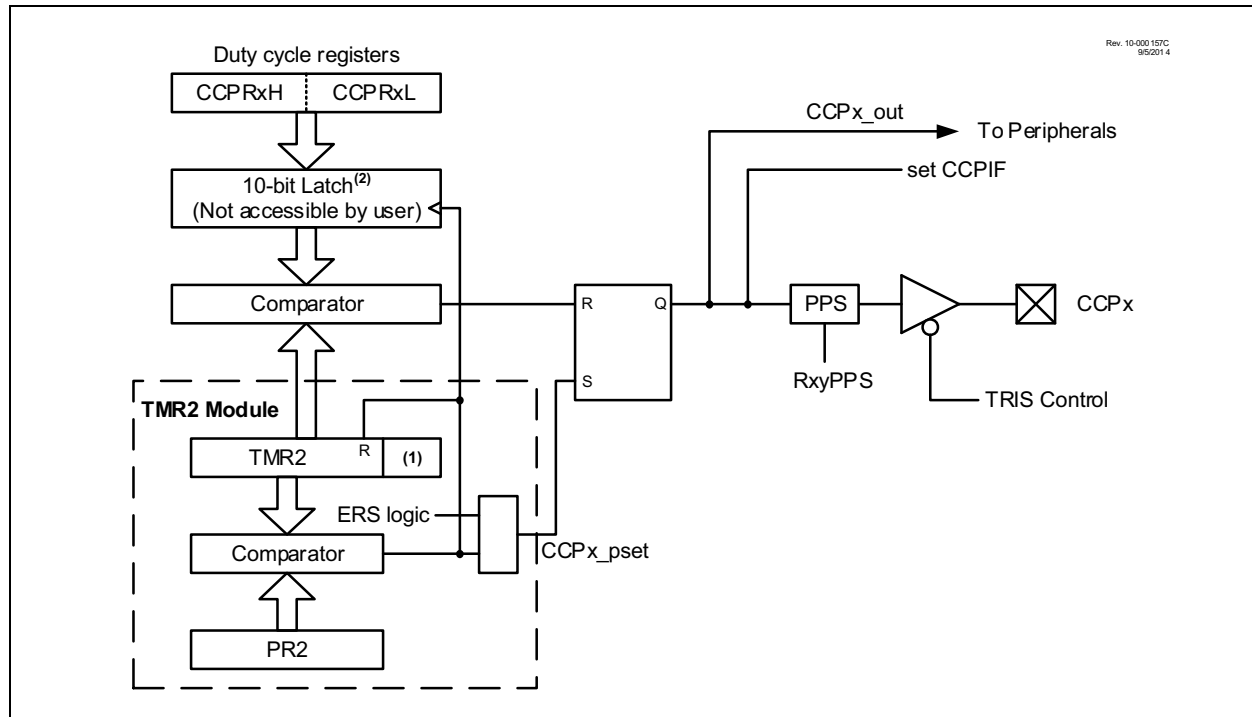 Rev. 10-000 157C
9/5/201 4
Duty cycle registers
CCPRxH CCPRxL
CCPx_out
To Peripherals
set CCPIF
10-bit Latch(2)
(Not accessible by user)
Comparator
R Q
S
PPS
CCPx
RxyPPS
TRIS Control
TMR2 Module
TMR2 R (1)
ERS logic
Comparator
CCPx_pset
PR2